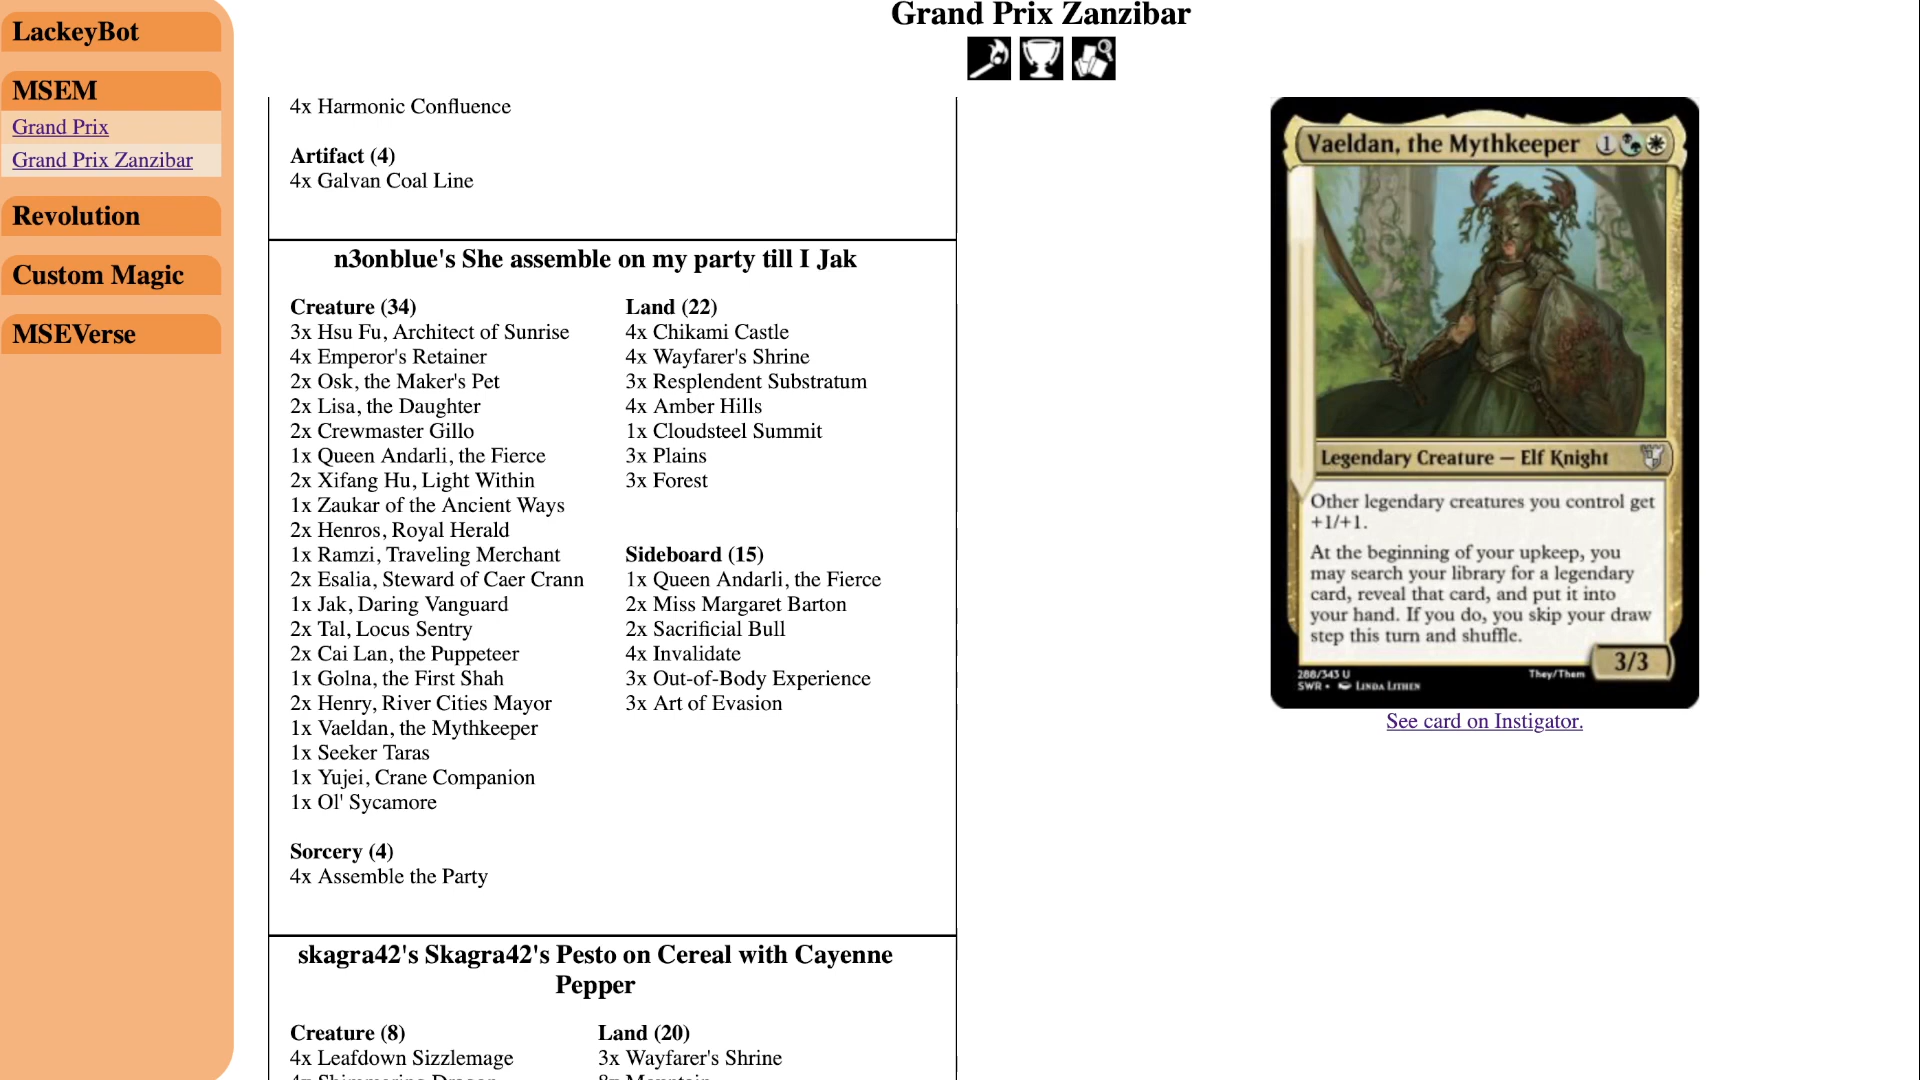 LackeyBot
MSEM
Grand Prix
Grand Prix Zanzibar
Revolution
Custom Magic
MSEVerse
Grand Prix Zanzibar
4x Harmonic Confluence
Artifact (4)
4x Galvan Coal Line
n3onblue's She assemble on my party till I Jak
Creature (34)
3x Hsu Fu, Architect of Sunrise
4x Emperor's Retainer
2x Osk, the Maker's Pet
2x Lisa, the Daughter
2x Crewmaster Gillo
1x Queen Andarli, the Fierce
2x Xifang Hu, Light Within
1x Zaukar of the Ancient Ways
2x Henros, Royal Herald
1x Ramzi, Traveling Merchant
2x Esalia, Steward of Caer Crann
1x Jak, Daring Vanguard
2x Tal, Locus Sentry
2x Cai Lan, the Puppeteer
1x Golna, the First Shah
2x Henry, River Cities Mayor
1x Vaeldan, the Mythkeeper
1x Seeker Taras
1x Yujei, Crane Companion
1x Ol' Sycamore
Sorcery (4)
4x Assemble the Party
Land (22)
4x Chikami Castle
4x Wayfarer's Shrine
3x Resplendent Substratum
4x Amber Hills
1x Cloudsteel Summit
3x Plains
3x Forest
Sideboard (15)
1x Queen Andarli, the Fierce
2x Miss Margaret Barton
2x Sacrificial Bull
4x Invalidate
3x Out-of-Body Experience
3x Art of Evasion
skagra42's Skagra42's Pesto on Cereal with Cayenne
Pepper
Creature (8)
4x Leafdown Sizzlemage
4x Shimmering Dragon
Land (20)
3x Wayfarer's Shrine
8x Mountain
Vaeldan, the Mythkeeper 1
Legendary Creature — Elf Knight
Other legendary creatures you control get
+1/+1.
At the beginning of your upkeep, you
may search your library for a legendary
card, reveal that card, and put it into
your hand. If you do, you skip your draw
step this turn and shuffle.
3/3
288/343 U
They/Them
SWR • Linda Lithen
See card on Instigator.